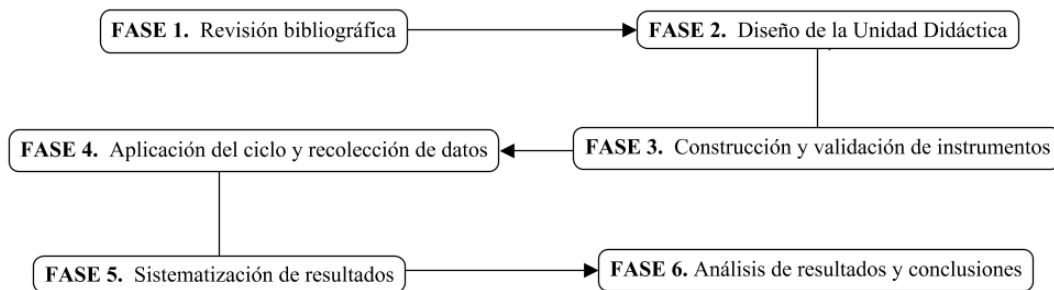 FASE 1. Revisión bibliográfica
FASE 2. Diseño de la Unidad Didáctica
FASE 3. Construcción y validación de instrumentos
FASE 4. Aplicación del ciclo y recolección de datos
FASE 5. Sistematización de resultados
FASE 6. Análisis de resultados y conclusiones